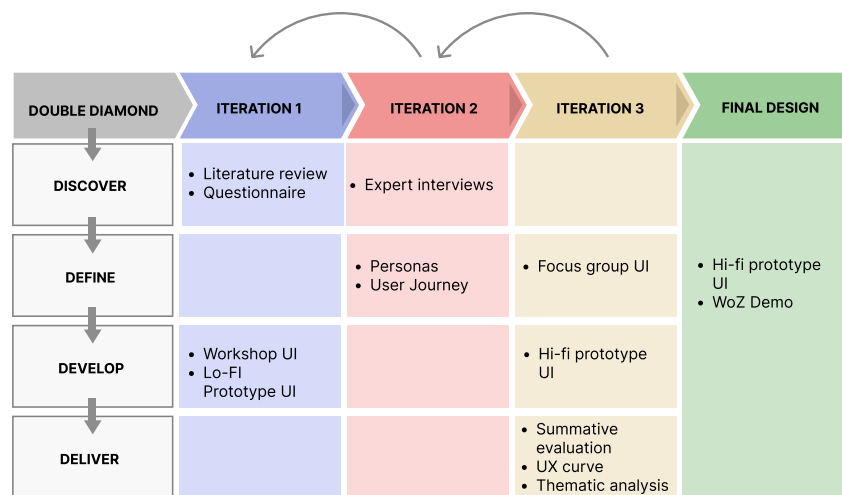 DOUBLE DIAMOND
ITERATION 1
ITERATION 2
ITERATION 3
FINAL DESIGN
DISCOVER
• Literature review
• Questionnaire
• Expert interviews
DEFINE
• Personas
• User Journey
• Focus group UI
• Hi-fi prototype
UI
• WoZ Demo
DEVELOP
• Workshop UI
• Lo-FI
Prototype UI
• Hi-fi prototype
UI
DELIVER
• Summative
evaluation
• UX curve
• Thematic analysis